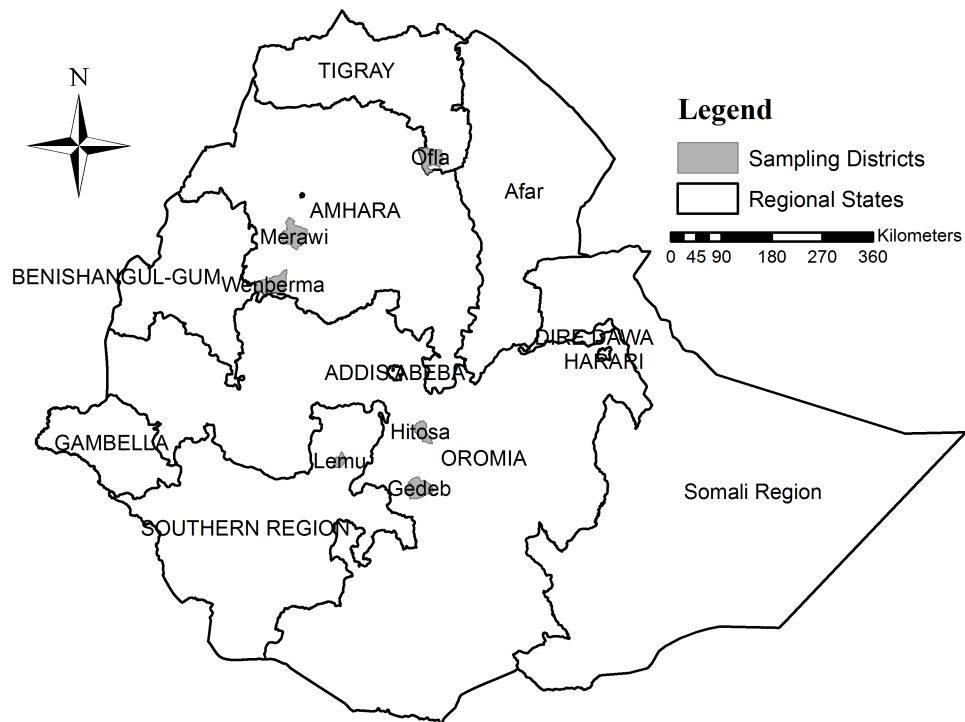 N
TIGRAY
Legend
Ofla
Sampling Districts
Afar
Regional States
AMHARA
Merawi
Kilometers
0 45 90 180 270 360
BENISHANGUL-GUM
Wenberma
DIRE DAWA
HARARI
ADDIS ABEBA
Hitosa
GAMBELLA
Lemu
OROMIA
Gedeb
Somali Region
SOUTHERN REGION